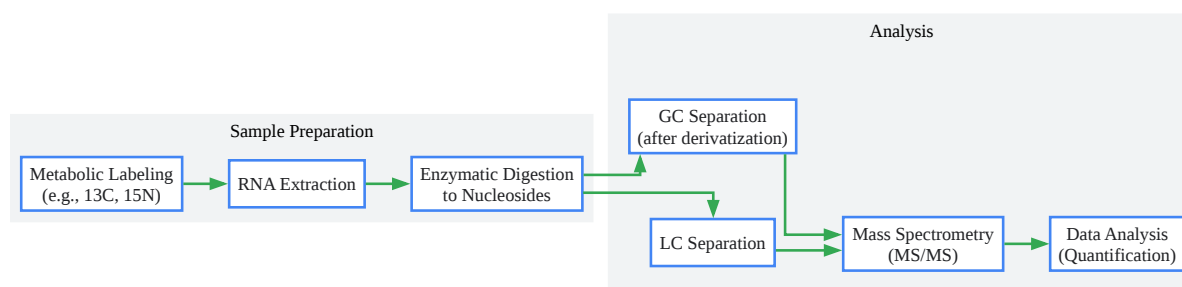 Analysis
Sample Preparation
Metabolic Labeling
(e.g., 13C, 15N)
RNA Extraction
Enzymatic Digestion
to Nucleosides
GC Separation
(after derivatization)
LC Separation
Mass Spectrometry
(MS/MS)
Data Analysis
(Quantification)